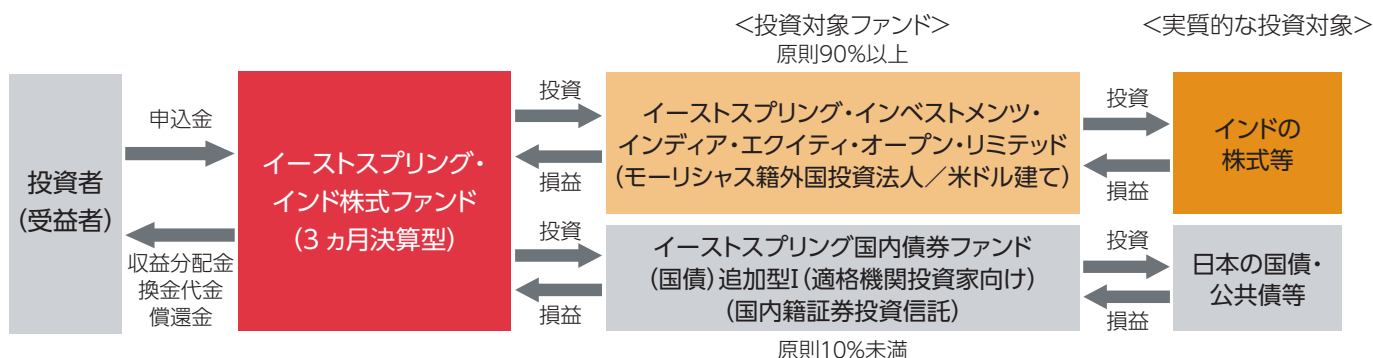 <投資対象ファンド>
原則90%以上
<実質的な投資対象>
投資者
(受益者)
申込金
収益分配金
換金代金
償還金
イーストスプリング・
インド株式ファンド
(3ヵ月決算型)
投資
損益
イーストスプリング・インベストメンツ・
インディア・エクイティ・オープン・リミテッド
(モーリシャス籍外国投資法人／米ドル建て)
投資
損益
インドの
株式等
投資
損益
イーストスプリング国内債券ファンド
(国債)追加型I(適格機関投資家向け)
(国内籍証券投資信託)
原則10%未満
投資
損益
日本の国債・
公共債等